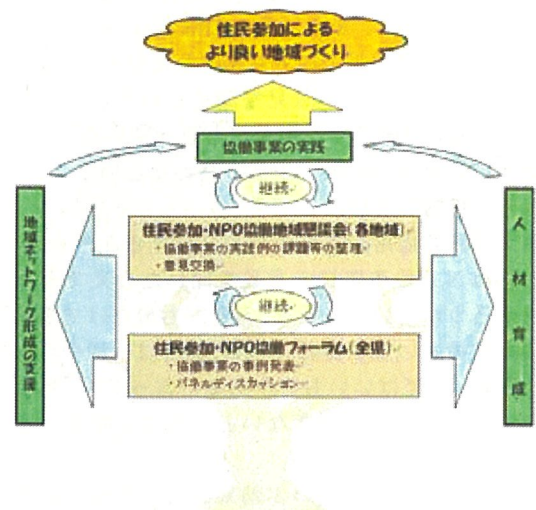 住民参加による
より良い地域づくり
協働事業の実践
継続
住民参加・NPO協働地域懇談会(各地域)
・協働事業の実践例の課題等の整理
・意見交換
継続
住民参加・NPO協働フォーラム(全県)
・協働事業の事例発表
・パネルディスカッション
地域ネットワーク形成の支援
人材育成